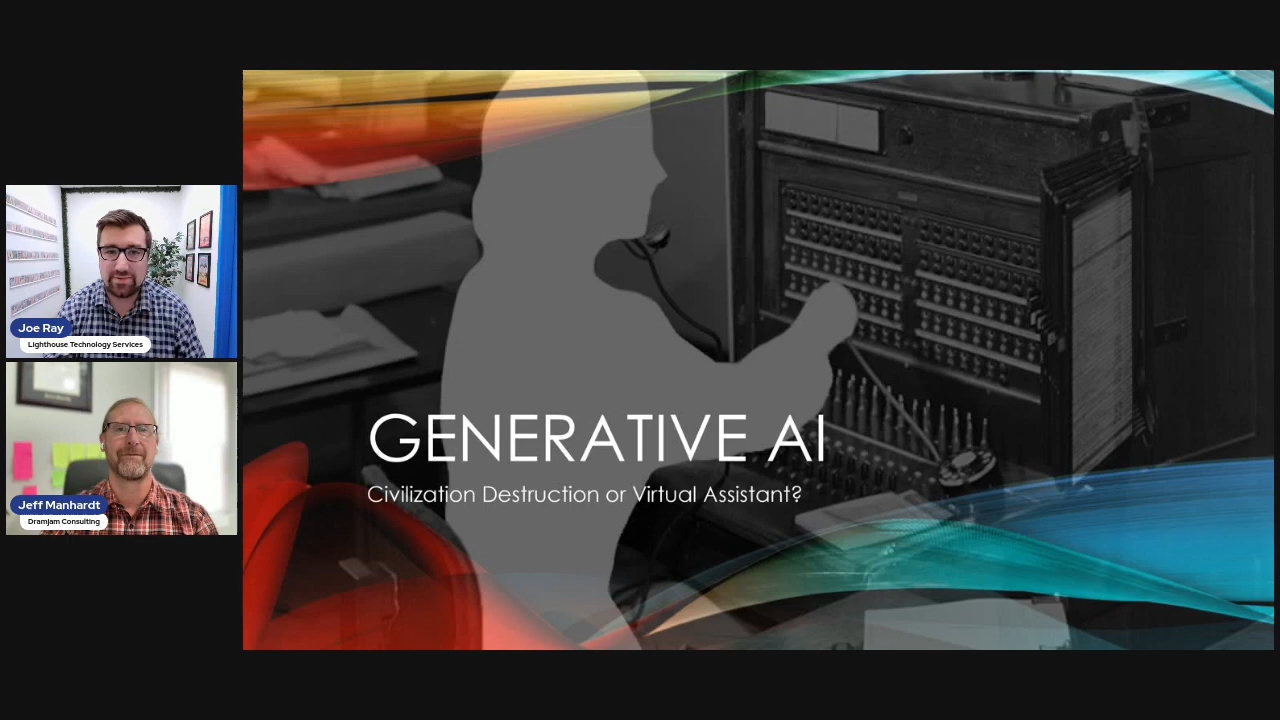 Joe Ray
Lighthouse Technology Services
Jeff Manhardt
Dramjam Consulting
GENERATIVE AI
Civilization Destruction or Virtual Assistant?